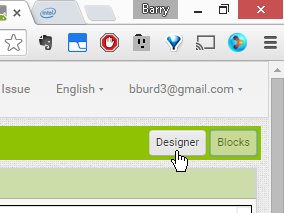 intel
Barry
Issue English bburd3@gmail.com
Designer Blocks